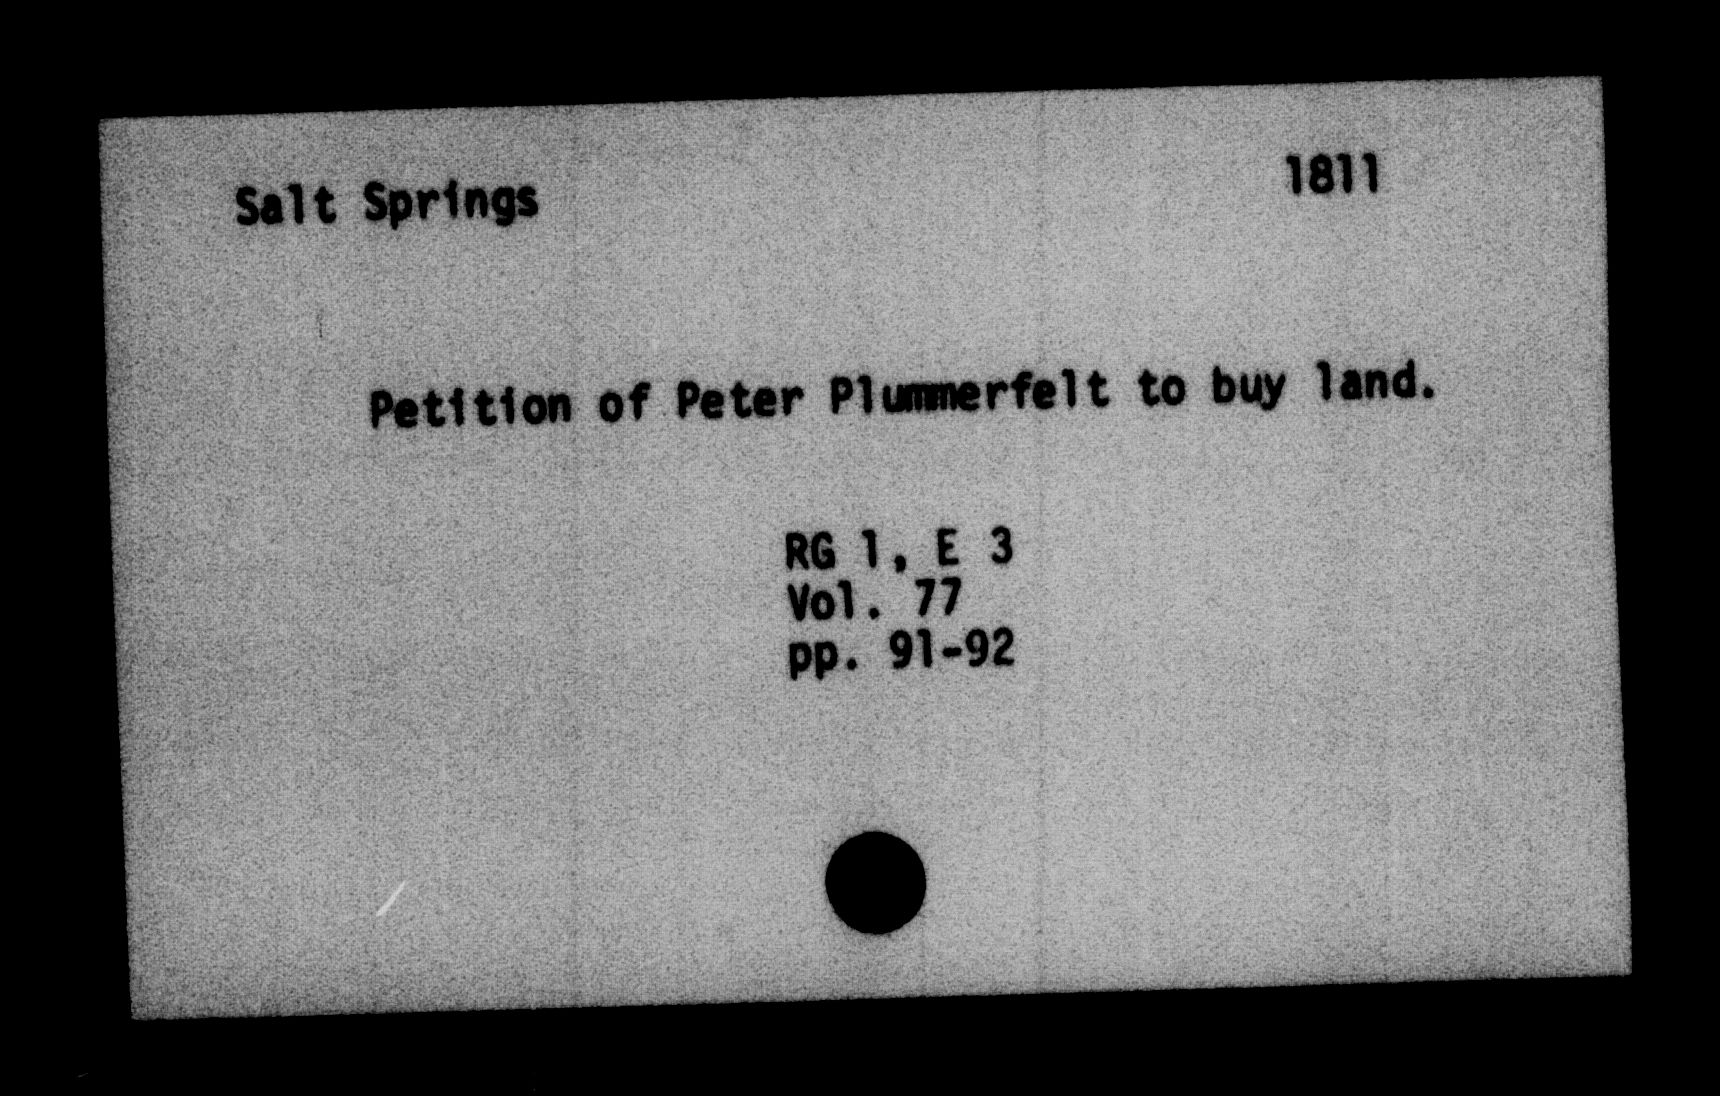 Salt Springs 1811
Petition of Peter Plummerfelt to buy land.
RG 1, E 3
Vol. 77
pp. 91-92